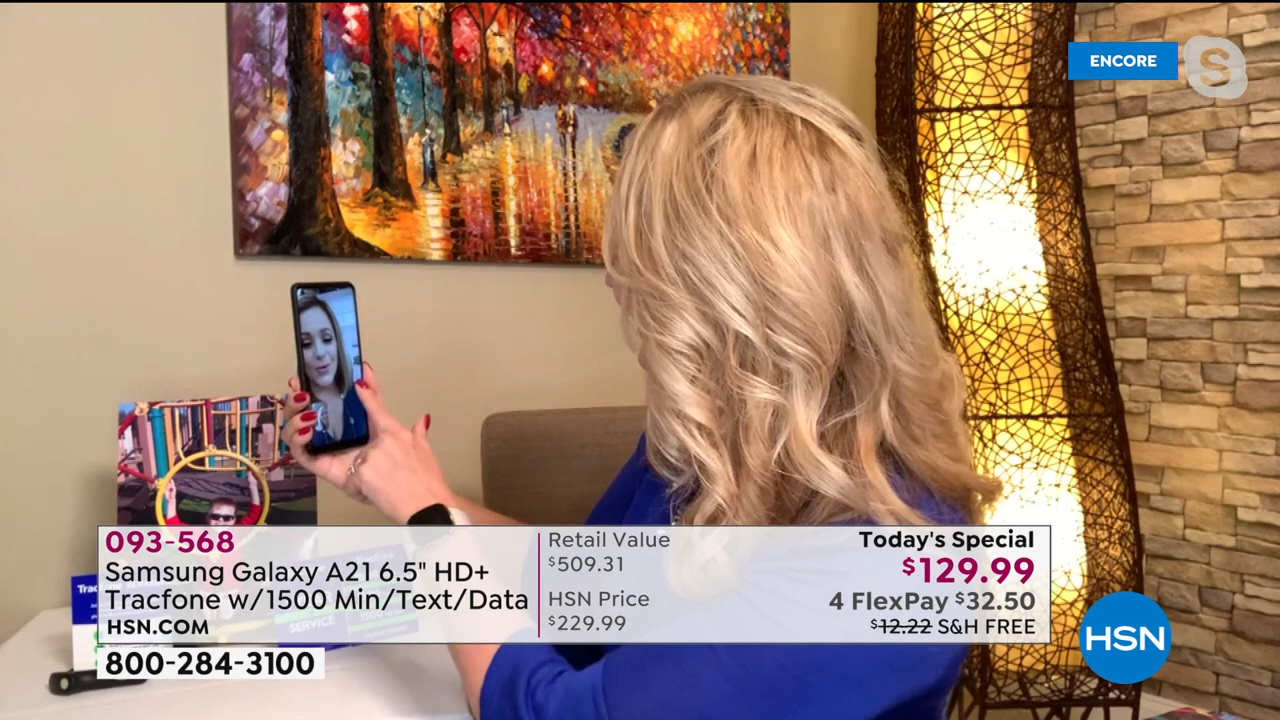 ENCORE
S
093-568
Samsung Galaxy A21 6.5" HD+
Tracfone w/1500 Min/Text/Data
HSN.COM
Retail Value
$509.31
HSN Price
$229.99
Today's Special
$129.99
4 FlexPay $32.50
$12.22 S&H FREE
800-284-3100
HSN
SERVICE